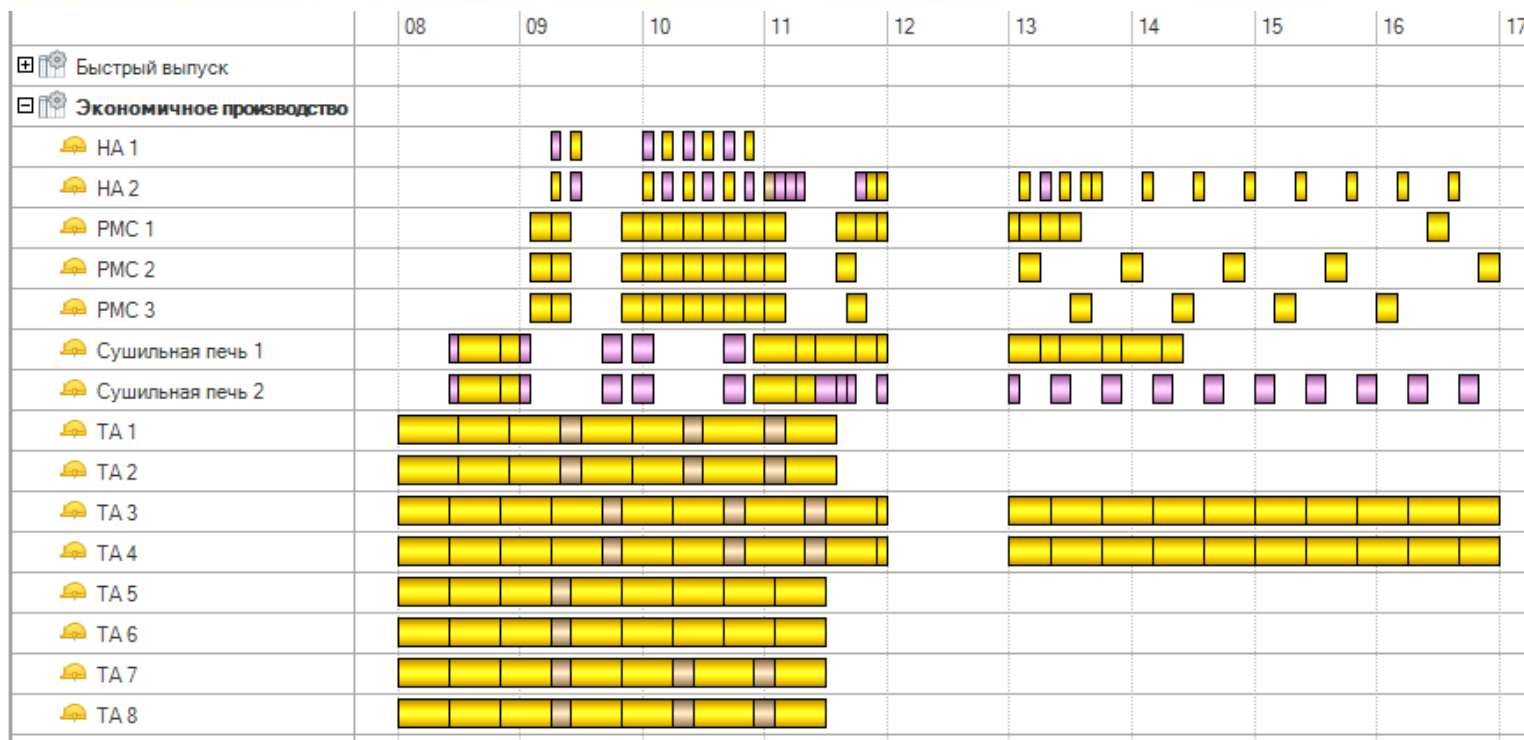 08 09 10 11 12 13 14 15 16 17
Быстрый выпуск
Экономичное производство
НА 1
НА 2
РМС 1
РМС 2
РМС 3
Сушильная печь 1
Сушильная печь 2
ТА 1
ТА 2
ТА 3
ТА 4
ТА 5
ТА 6
ТА 7
ТА 8